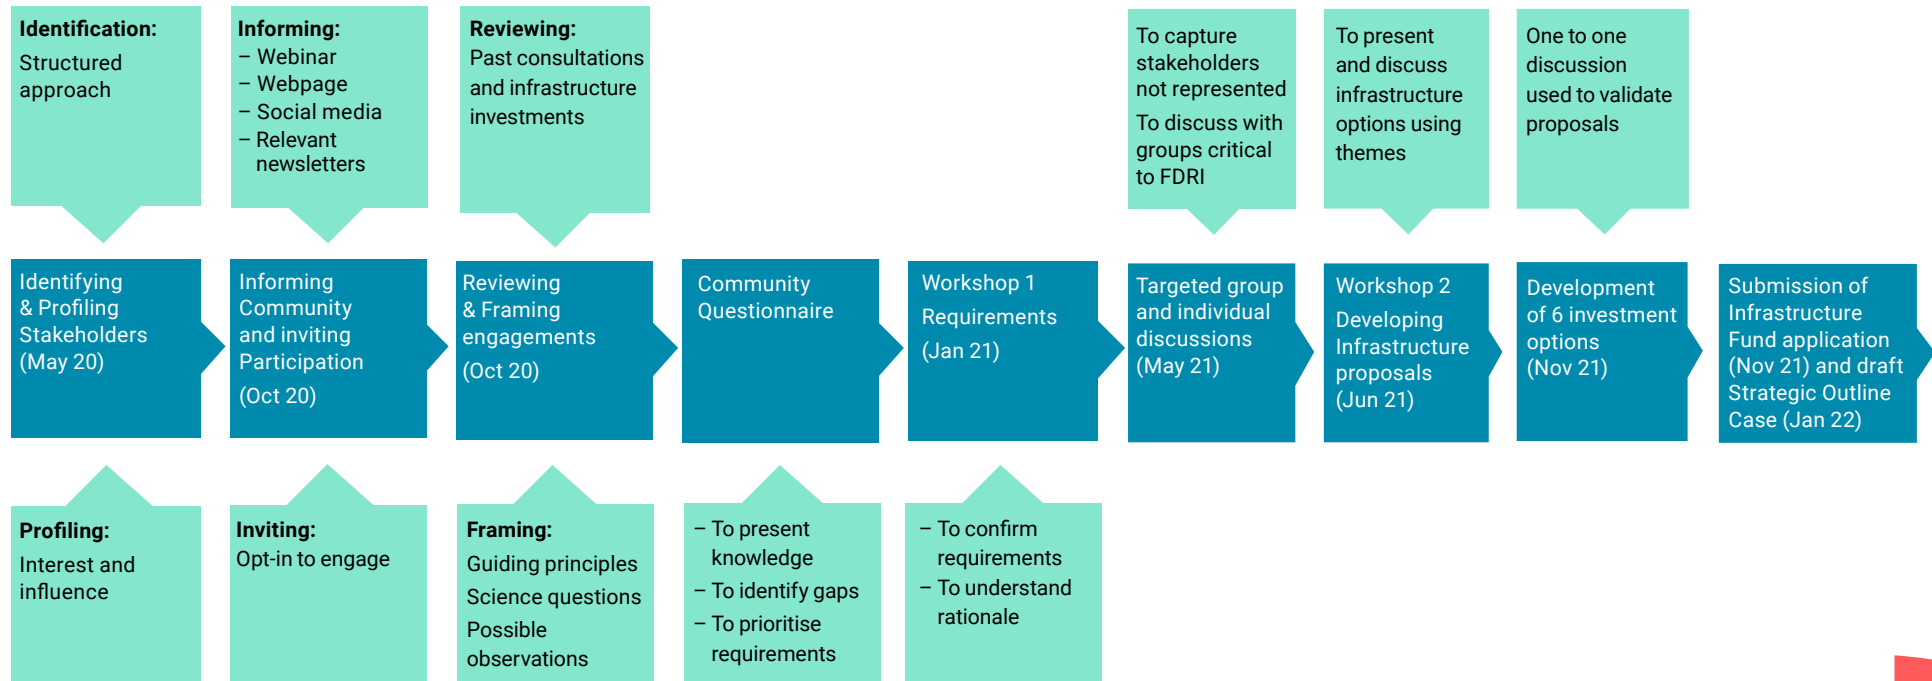 Identification:
Structured
approach
Informing:
– Webinar
– Webpage
– Social media
– Relevant
newsletters
Reviewing:
Past consultations
and infrastructure
investments
To capture
stakeholders
not represented
To discuss with
groups critical
to FDRI
To present
and discuss
infrastructure
options using
themes
One to one
discussion
used to validate
proposals
Identifying
& Profiling
Stakeholders
(May 20)
Informing
Community
and inviting
Participation
(Oct 20)
Reviewing
& Framing
engagements
(Oct 20)
Community
Questionnaire
Workshop 1
Requirements
(Jan 21)
Targeted group
and individual
discussions
(May 21)
Workshop 2
Developing
Infrastructure
proposals
(Jun 21)
Development
of 6 investment
options
(Nov 21)
Submission of
Infrastructure
Fund application
(Nov 21) and draft
Strategic Outline
Case (Jan 22)
Profiling:
Interest and
influence
Inviting:
Opt-in to engage
Framing:
Guiding principles
Science questions
Possible
observations
– To present
knowledge
– To identify gaps
– To prioritise
requirements
– To confirm
requirements
– To understand
rationale